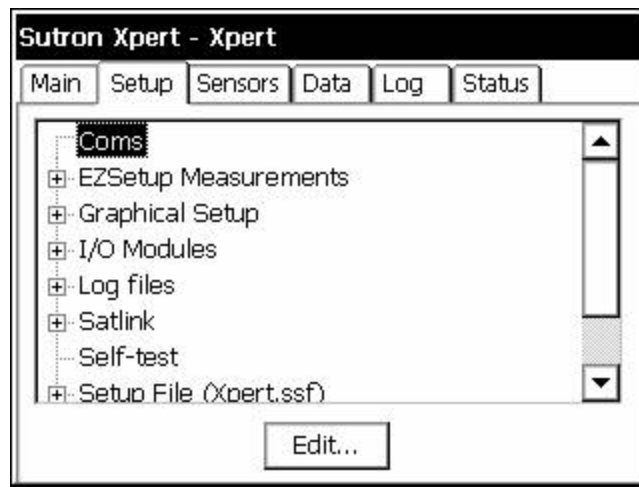 Sutron Xpert - Xpert
Main Setup Sensors Data Log Status
Coms
EZSetup Measurements
Graphical Setup
I/O Modules
Log files
Satlink
Self-test
Setup File (Xpert.ssf)
Edit...